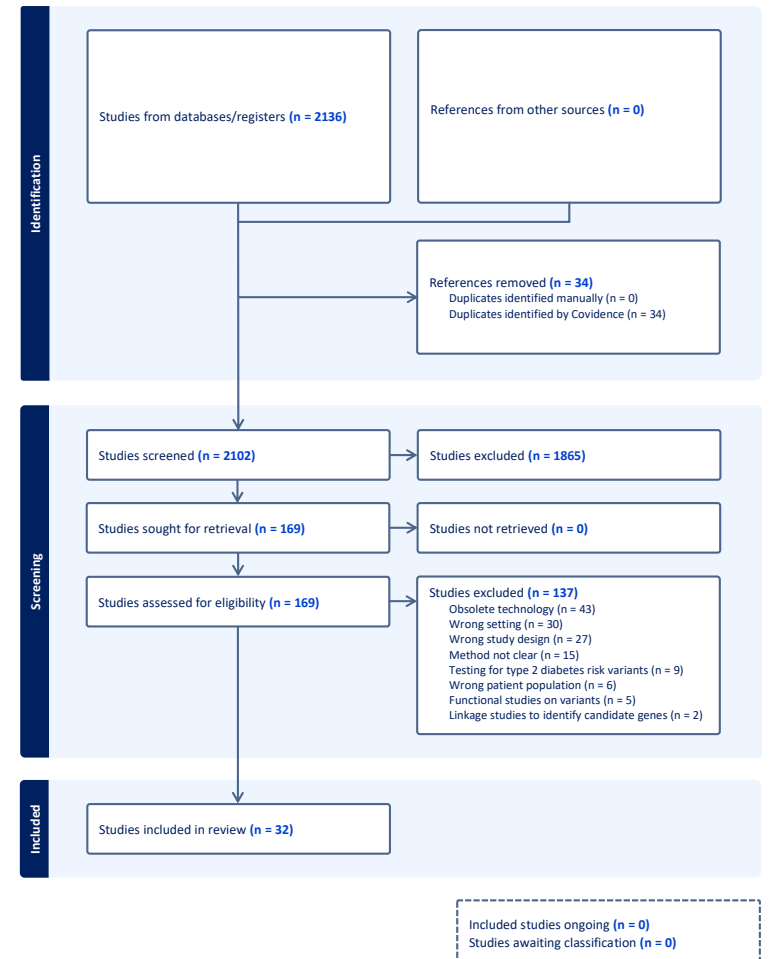 Identification
Studies from databases/registers (n = 2136)
References from other sources (n = 0)
References removed (n = 34)
Duplicates identified manually (n = 0)
Duplicates identified by Covidence (n = 34)
Screening
Studies screened (n = 2102)
Studies excluded (n = 1865)
Studies sought for retrieval (n = 169)
Studies not retrieved (n = 0)
Studies assessed for eligibility (n = 169)
Studies excluded (n = 137)
Obsolete technology (n = 43)
Wrong setting (n = 30)
Wrong study design (n = 27)
Method not clear (n = 15)
Testing for type 2 diabetes risk variants (n = 9)
Wrong patient population (n = 6)
Functional studies on variants (n = 5)
Linkage studies to identify candidate genes (n = 2)
Included
Studies included in review (n = 32)
Included studies ongoing (n = 0)
Studies awaiting classification (n = 0)